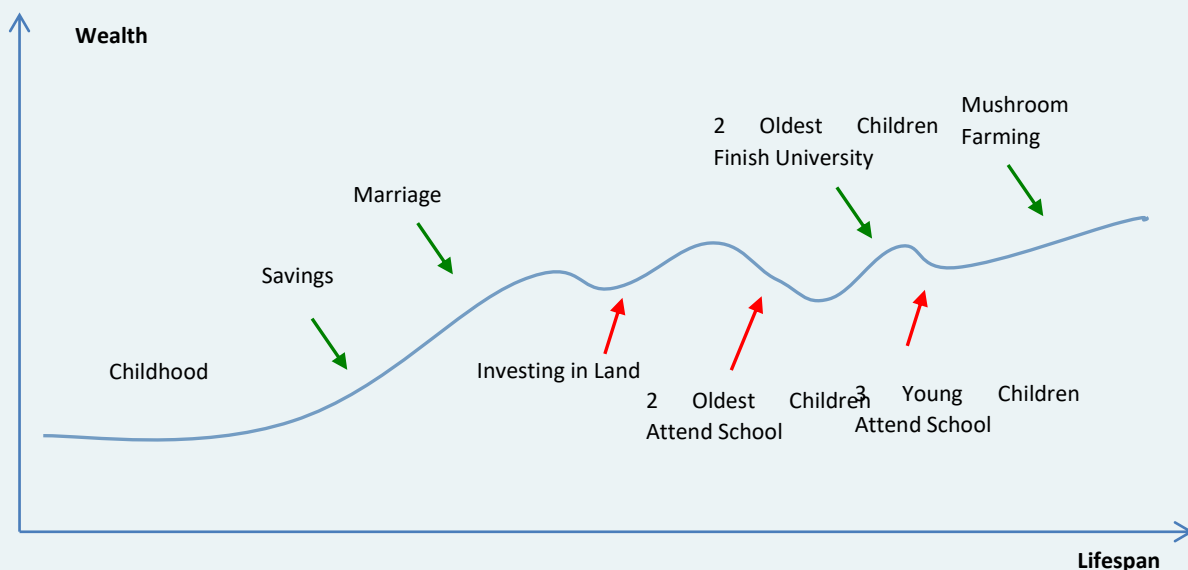 Wealth
Mushroom
Farming
2 Oldest Children
Finish University
Marriage
Savings
Childhood
Investing in Land
2 Oldest Children
Attend School
3 Young Children
Attend School
Lifespan